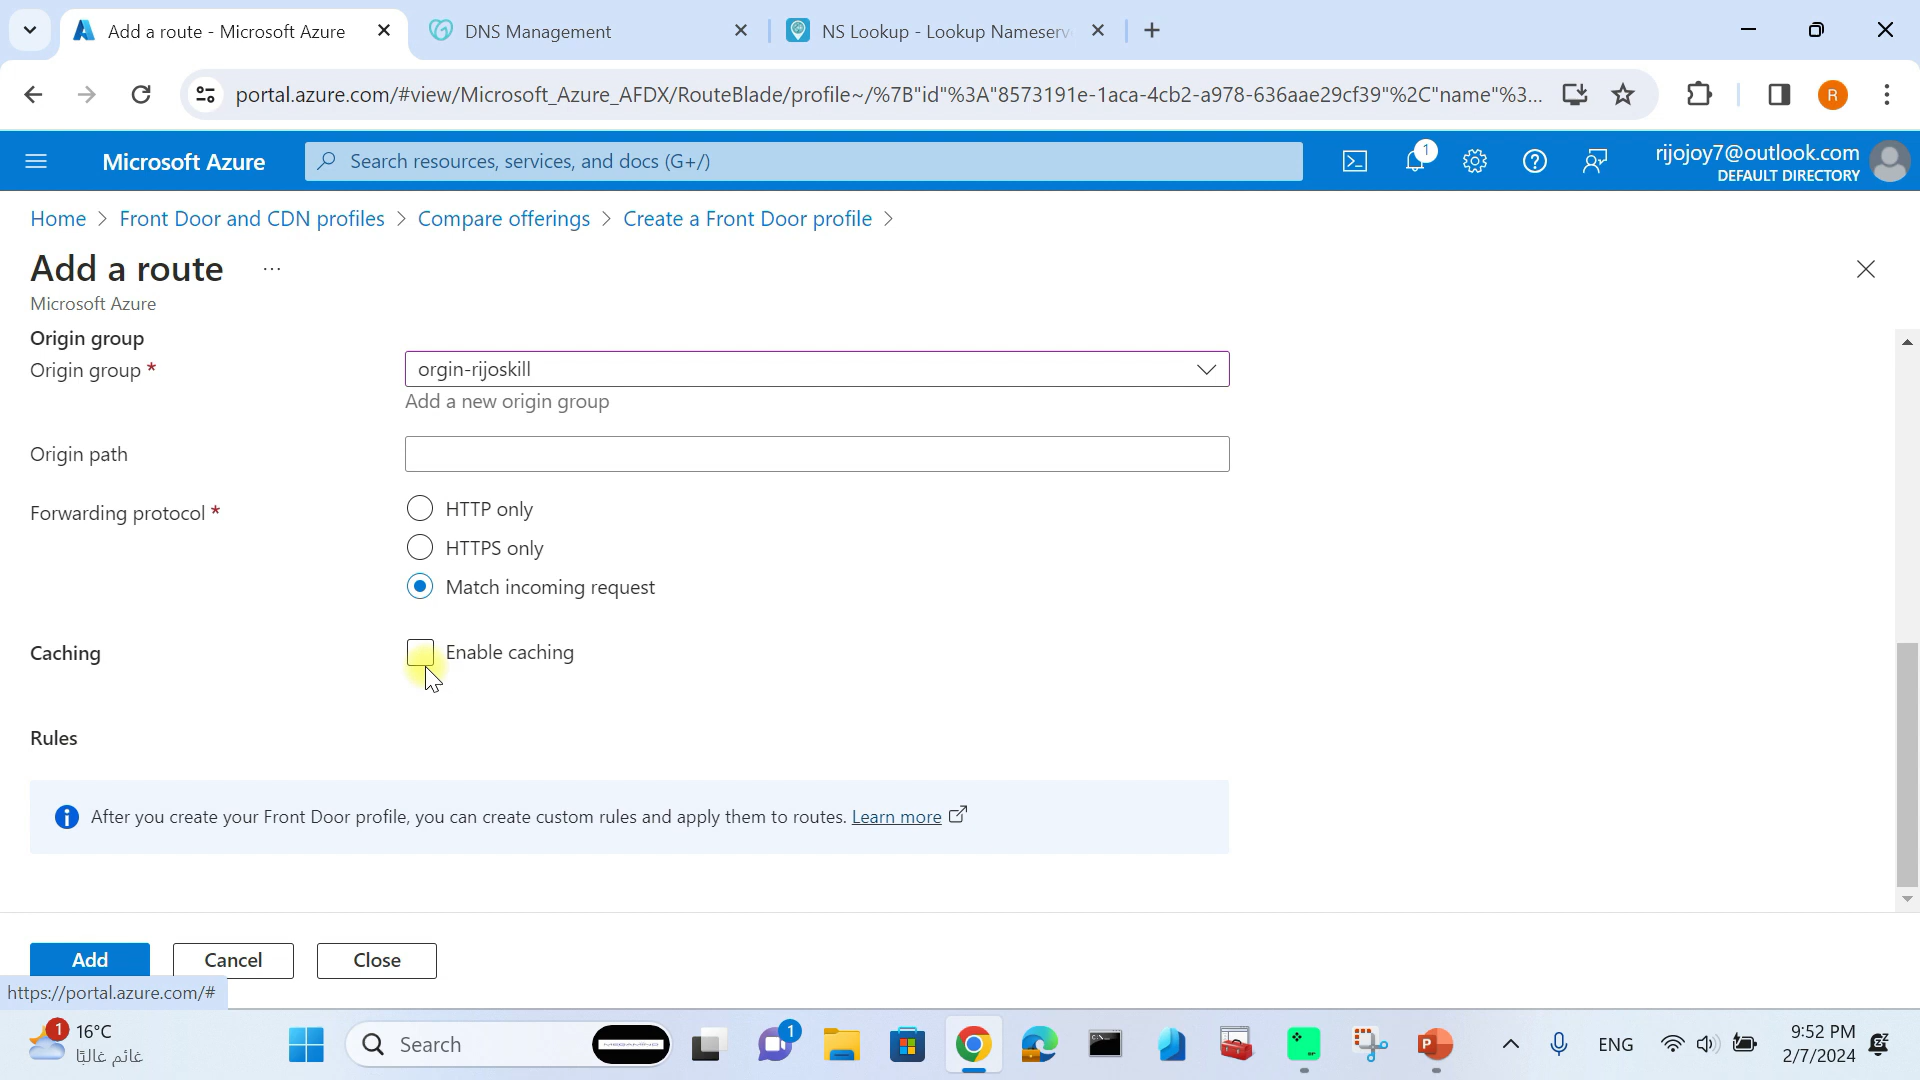 Add a route - Microsoft Azure
DNS Management
NS Lookup - Lookup Nameserv
portal.azure.com/#view/Microsoft_Azure_AFDX/RouteBlade/profile~/%7B"id"%3A"8573191e-1aca-4cb2-a978-636aae29cf39"%2C"name"%3...
R
Microsoft Azure
Search resources, services, and docs (G+/)
1
rijojoy7@outlook.com
DEFAULT DIRECTORY
Home > Front Door and CDN profiles > Compare offerings > Create a Front Door profile >
Add a route ...
Microsoft Azure
Origin group
Origin group *
orgin-rijoskill
Add a new origin group
Origin path
Forwarding protocol *
HTTP only
HTTPS only
Match incoming request
Caching
Enable caching
Rules
After you create your Front Door profile, you can create custom rules and apply them to routes. Learn more
Add
Cancel
Close
https://portal.azure.com/#
1
16°C
غائم غالبًا
Search
1
ENG
9:52 PM
2/7/2024